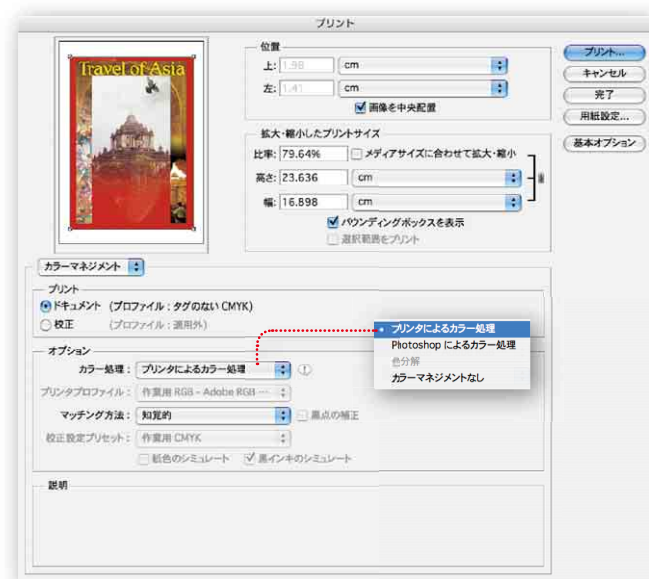 プリント
Travel of Asia
位置
上: 1.98 cm
左: 1.41 cm
画像を中央配置
拡大・縮小したプリントサイズ
比率: 79.64% メディアサイズに合わせて拡大・縮小
高さ: 23.636 cm
幅: 16.898 cm
バウンディングボックスを表示
選択範囲をプリント
プリント...
キャンセル
完了
用紙設定...
基本オプション
カラーマネジメント
プリント
ドキュメント (プロファイル：タグのない CMYK)
校正 (プロファイル：適用外)
オプション
カラー処理： プリンタによるカラー処理
プリンタプロファイル： 作業用 RGB - Adobe RGB ...
マッチング方法： 知覚的 黒点の補正
校正設定プリセット： 作業用 CMYK
紙色のシミュレート 黒インキのシミュレート
プリンタによるカラー処理
Photoshop によるカラー処理
色分解
カラーマネジメントなし
説明